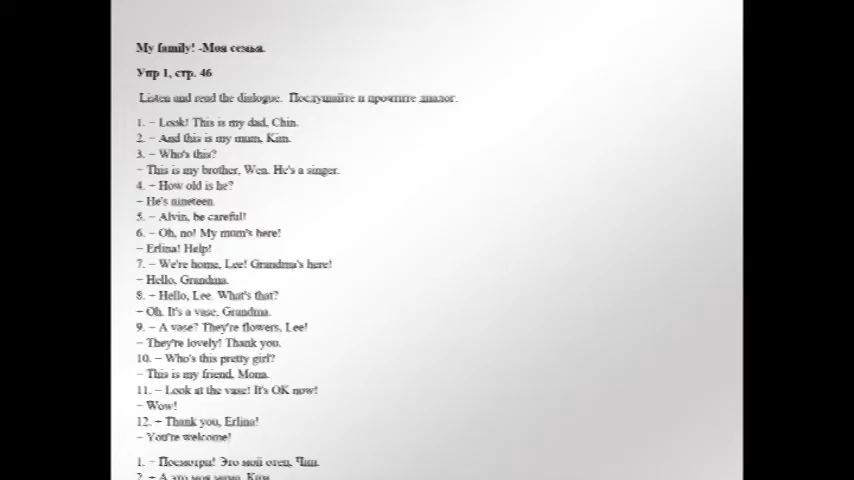 My family! -Моя семья.
Упр 1, стр. 46
Listen and read the dialogue. Послушайте и прочтите диалог.
1. – Look! This is my dad, Chin.
2. – And this is my mum, Kim.
3. – Who's this?
– This is my brother, Wen. He's a singer.
4. – How old is he?
– He's nineteen.
5. – Alvin, be careful!
6. – Oh, no! My mum's here!
– Erlina! Help!
7. – We're home, Lee! Grandma's here!
– Hello, Grandma.
8. – Hello, Lee. What's that?
– Oh. It's a vase, Grandma.
9. – A vase? They're flowers, Lee!
– They're lovely! Thank you.
10. – Who's this pretty girl?
– This is my friend, Mona.
11. – Look at the vase! It's OK now!
– Wow!
12. – Thank you, Erlina!
– You're welcome!
1. – Посмотри! Это мой отец, Чин.
2. – А это моя мама, Ким.